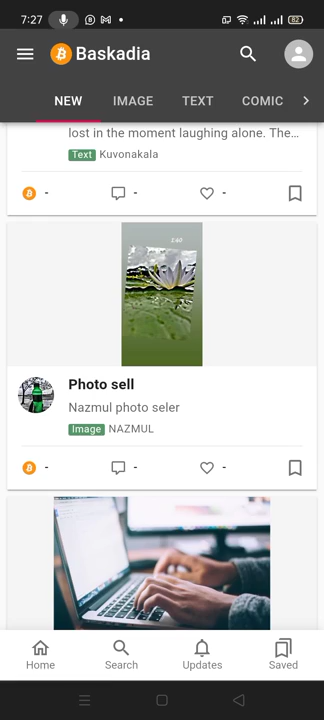 7:27
82
Baskadia
NEW
IMAGE
TEXT
COMIC
lost in the moment laughing alone. The...
Text Kuvonakala
-
-
-
Photo sell
Nazmul photo seler
Image NAZMUL
-
-
-
Home
Search
Updates
Saved